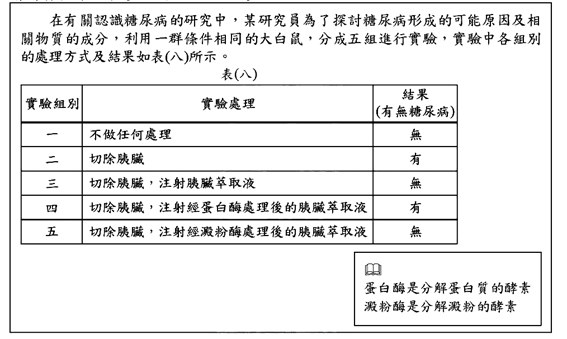 在有關認識糖尿病的研究中，某研究員為了探討糖尿病形成的可能原因及相
關物質的成分，利用一群條件相同的大白鼠，分成五組進行實驗，實驗中各組別
的處理方式及結果如表(八)所示。
表(八)
實驗組別 實驗處理 結果
(有無糖尿病)
一 不做任何處理 無
二 切除胰臟 有
三 切除胰臟，注射胰臟萃取液 無
四 切除胰臟，注射經蛋白酶處理後的胰臟萃取液 有
五 切除胰臟，注射經澱粉酶處理後的胰臟萃取液 無
蛋白酶是分解蛋白質的酵素
澱粉酶是分解澱粉的酵素